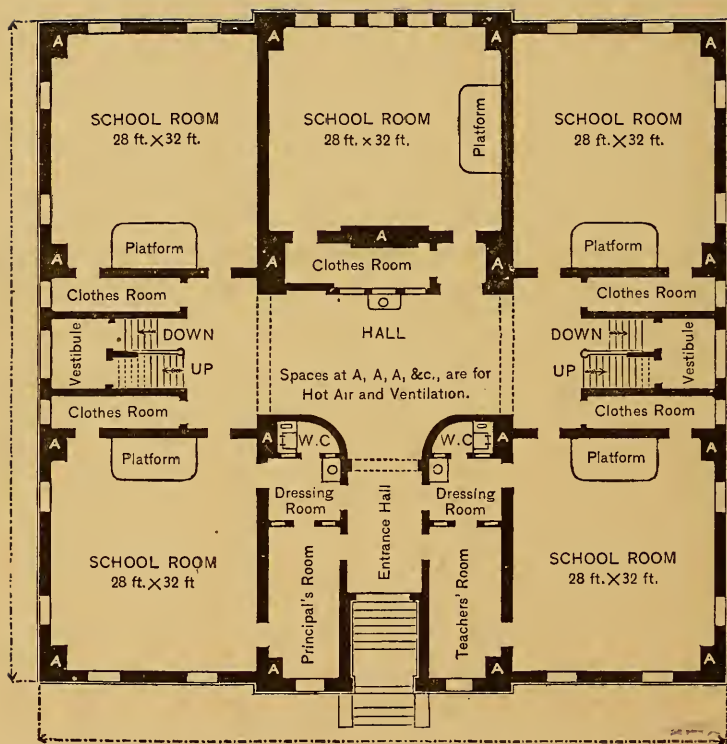 A
A
A
A
SCHOOL ROOM
28 ft. × 32 ft.
SCHOOL ROOM
28 ft. × 32 ft.
Platform
SCHOOL ROOM
28 ft. × 32 ft.
Platform
A
Platform
A
A
A
Clothes Room
A
A
Clothes Room
Clothes Room
Vestibule
DOWN
UP
HALL
Spaces at A, A, A, &c., are for
Hot Air and Ventilation.
DOWN
UP
Vestibule
Clothes Room
Clothes Room
A
Platform
A
W.C
W.C
A
Platform
A
Dressing
Room
Entrance Hall
Dressing
Room
SCHOOL ROOM
28 ft. × 32 ft
Principal's Room
Teachers' Room
SCHOOL ROOM
28 ft. × 32 ft.
A
A
A
A